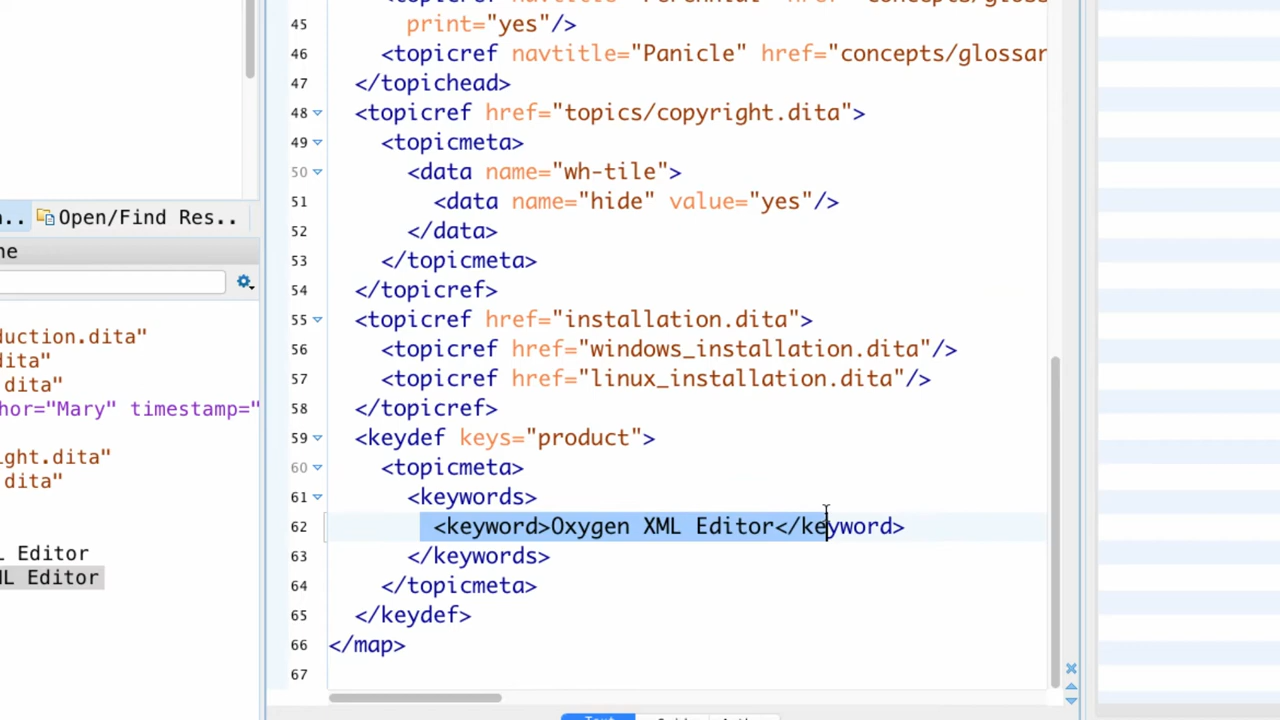 45
print="yes"/>
46 <topicref navtitle="Panicle" href="concepts/glossar
47 </topichead>
48 <topicref href="topics/copyright.dita">
49 <topicmeta>
50 <data name="wh-tile">
51 <data name="hide" value="yes"/>
52 </data>
53 </topicmeta>
54 </topicref>
55 <topicref href="installation.dita">
56 <topicref href="windows_installation.dita"/>
57 <topicref href="linux_installation.dita"/>
58 </topicref>
59 <keydef keys="product">
60 <topicmeta>
61 <keywords>
62 <keyword>Oxygen XML Editor</keyword>
63 </keywords>
64 </topicmeta>
65 </keydef>
66 </map>
67
Open/Find Res..
ne
duction.dita"
dita"
dita"
hor="Mary" timestamp="
ight.dita"
dita"
L Editor
ML Editor